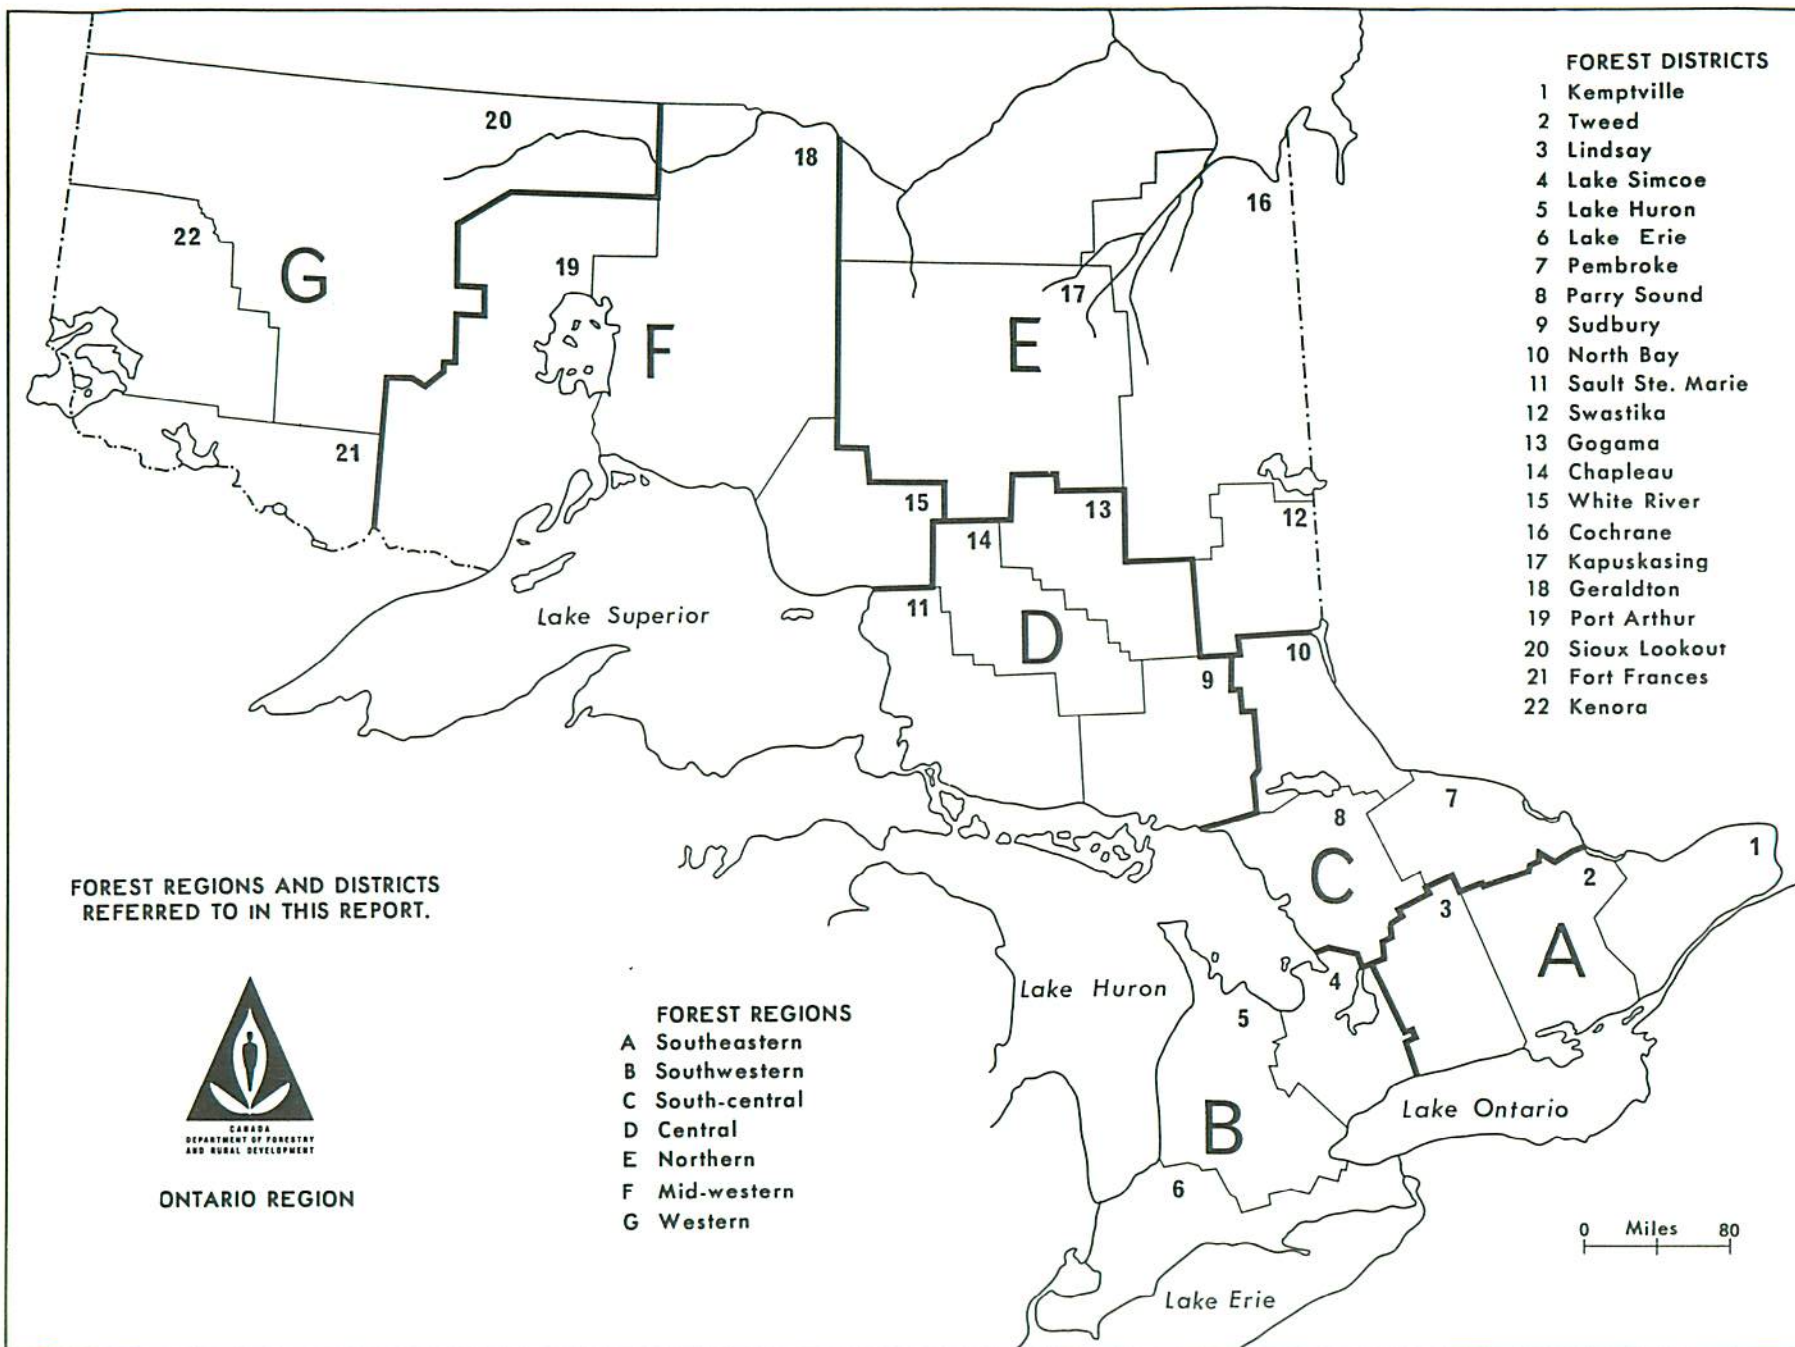 FOREST DISTRICTS
1 Kemptville
2 Tweed
3 Lindsay
4 Lake Simcoe
5 Lake Huron
6 Lake Erie
7 Pembroke
8 Parry Sound
9 Sudbury
10 North Bay
11 Sault Ste. Marie
12 Swastika
13 Gogama
14 Chapleau
15 White River
16 Cochrane
17 Kapuskasing
18 Geraldton
19 Port Arthur
20 Sioux Lookout
21 Fort Frances
22 Kenora
20
18
16
22
G
19
17
F
E
21
15
13
12
14
11
Lake Superior
D
10
9
8
7
1
C
2
3
A
4
Lake Huron
5
B
Lake Ontario
6
Lake Erie
0 Miles 80
FOREST REGIONS AND DISTRICTS
REFERRED TO IN THIS REPORT.
CANADA
DEPARTMENT OF FORESTRY
AND RURAL DEVELOPMENT
ONTARIO REGION
FOREST REGIONS
A Southeastern
B Southwestern
C South-central
D Central
E Northern
F Mid-western
G Western